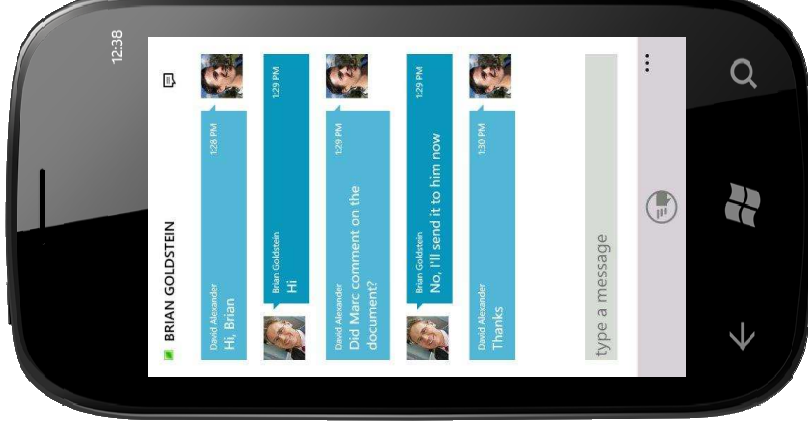 12:38
BRIAN GOLDSTEIN
David Alexander 1:28 PM
Hi, Brian
Brian Goldstein 1:29 PM
Hi
David Alexander 1:29 PM
Did Marc comment on the
document?
Brian Goldstein 1:29 PM
No, I'll send it to him now
David Alexander 1:30 PM
Thanks
type a message